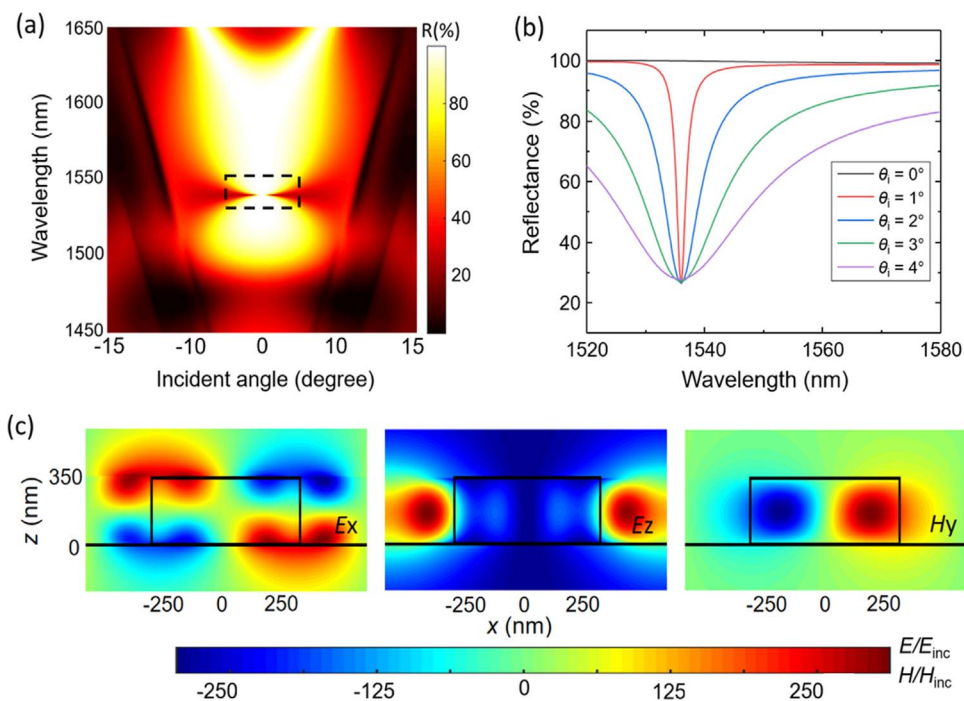 (a)
R(%)
1650
1600
1550
1500
1450
Wavelength (nm)
80
60
40
20
-15 -10 0 10 15
Incident angle (degree)
(b)
100
80
60
40
20
Reflectance (%)
θi = 0°
θi = 1°
θi = 2°
θi = 3°
θi = 4°
1520 1540 1560 1580
Wavelength (nm)
(c)
350
0
z (nm)
Ex
Ez
Hy
-250 0 250
-250 0 250
-250 0 250
x (nm)
E/Einc
H/Hinc
-250 -125 0 125 250